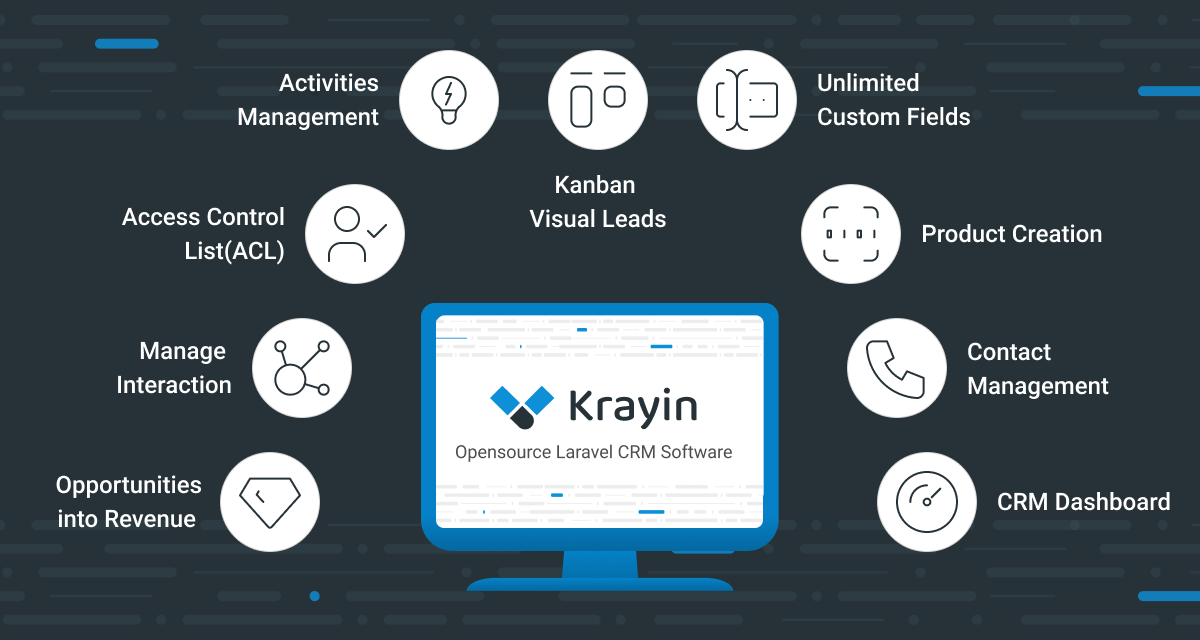 Activities
Management
Unlimited
Custom Fields
Kanban
Visual Leads
Access Control
List(ACL)
Product Creation
Manage
Interaction
Contact
Management
Krayin
Opensource Laravel CRM Software
Opportunities
into Revenue
CRM Dashboard